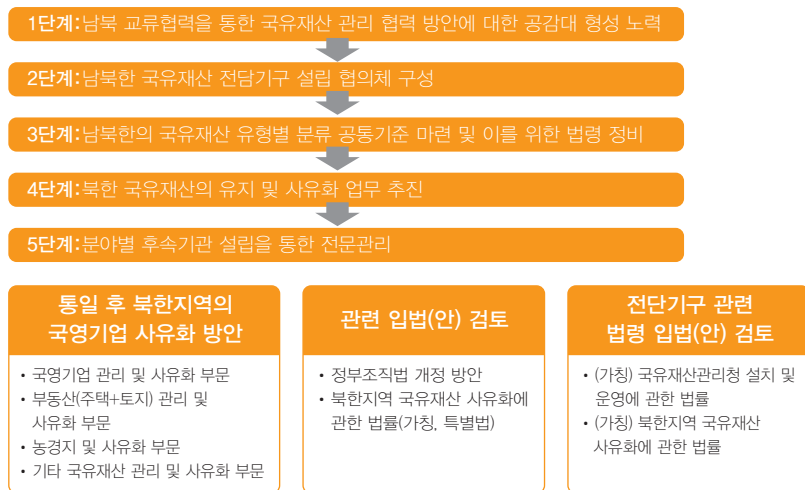 1단계:남북 교류협력을 통한 국유재산 관리 협력 방안에 대한 공감대 형성 노력
2단계:남북한 국유재산 전담기구 설립 협의체 구성
3단계:남북한의 국유재산 유형별 분류 공통기준 마련 및 이를 위한 법령 정비
4단계:북한 국유재산의 유지 및 사유화 업무 추진
5단계:분야별 후속기관 설립을 통한 전문관리
통일 후 북한지역의
국영기업 사유화 방안
• 국영기업 관리 및 사유화 부문
• 부동산(주택+토지) 관리 및
사유화 부문
• 농경지 및 사유화 부문
• 기타 국유재산 관리 및 사유화 부문
관련 입법(안) 검토
• 정부조직법 개정 방안
• 북한지역 국유재산 사유화에
관한 법률(가칭, 특별법)
전단기구 관련
법령 입법(안) 검토
• (가칭) 국유재산관리청 설치 및
운영에 관한 법률
• (가칭) 북한지역 국유재산
사유화에 관한 법률